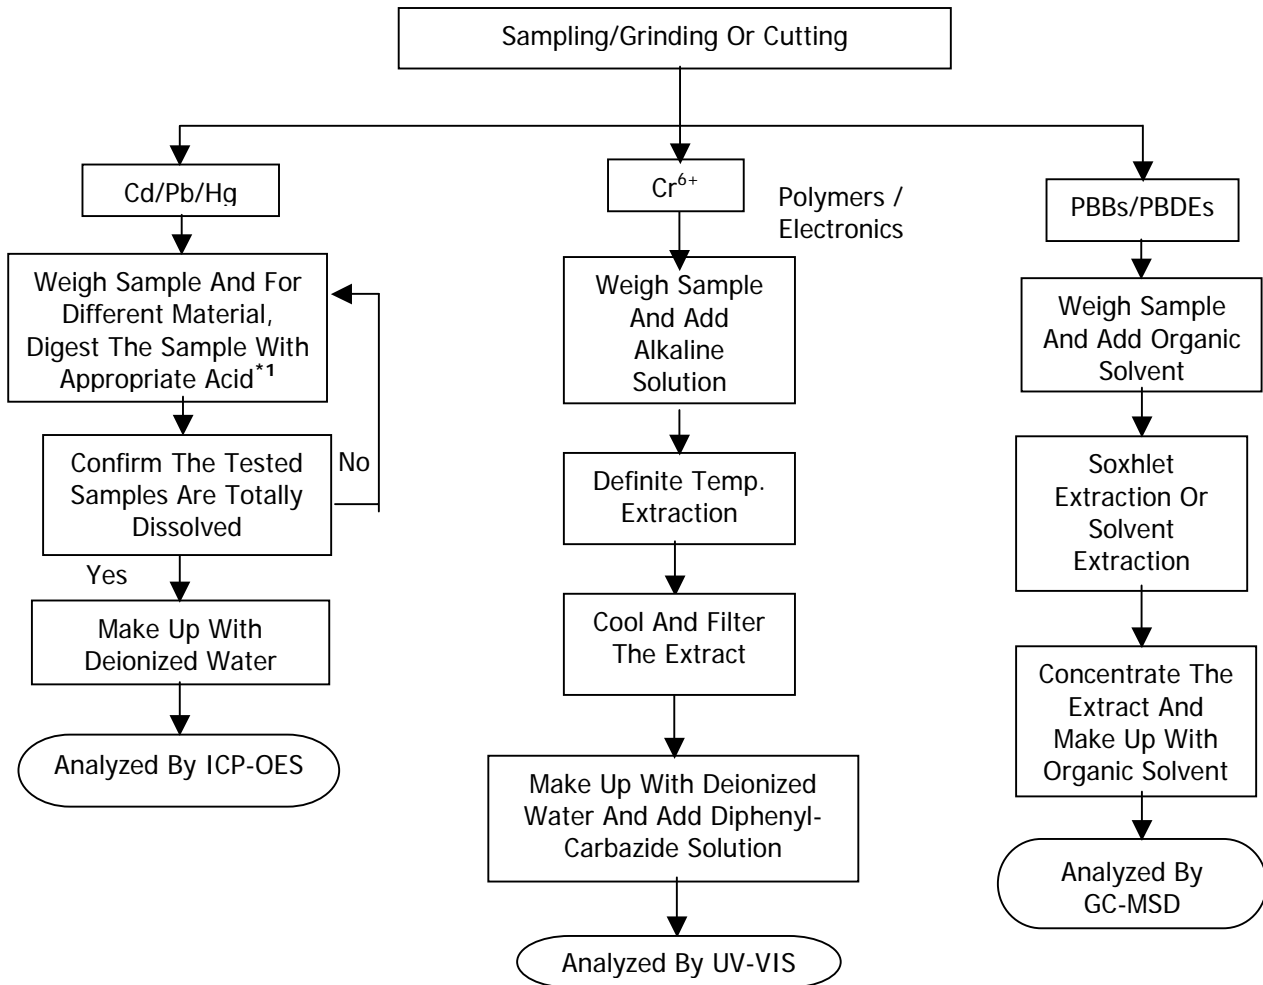 Sampling/Grinding Or Cutting
Cd/Pb/Hg
Weigh Sample And For
Different Material,
Digest The Sample With
Appropriate Acid*1
Confirm The Tested
Samples Are Totally
Dissolved
No
Yes
Make Up With
Deionized Water
Analyzed By ICP-OES
Cr6+
Polymers /
Electronics
Weigh Sample
And Add
Alkaline
Solution
Definite Temp.
Extraction
Cool And Filter
The Extract
Make Up With Deionized
Water And Add Diphenyl-
Carbazide Solution
Analyzed By UV-VIS
PBBs/PBDEs
Weigh Sample
And Add Organic
Solvent
Soxhlet
Extraction Or
Solvent
Extraction
Concentrate The
Extract And
Make Up With
Organic Solvent
Analyzed By
GC-MSD